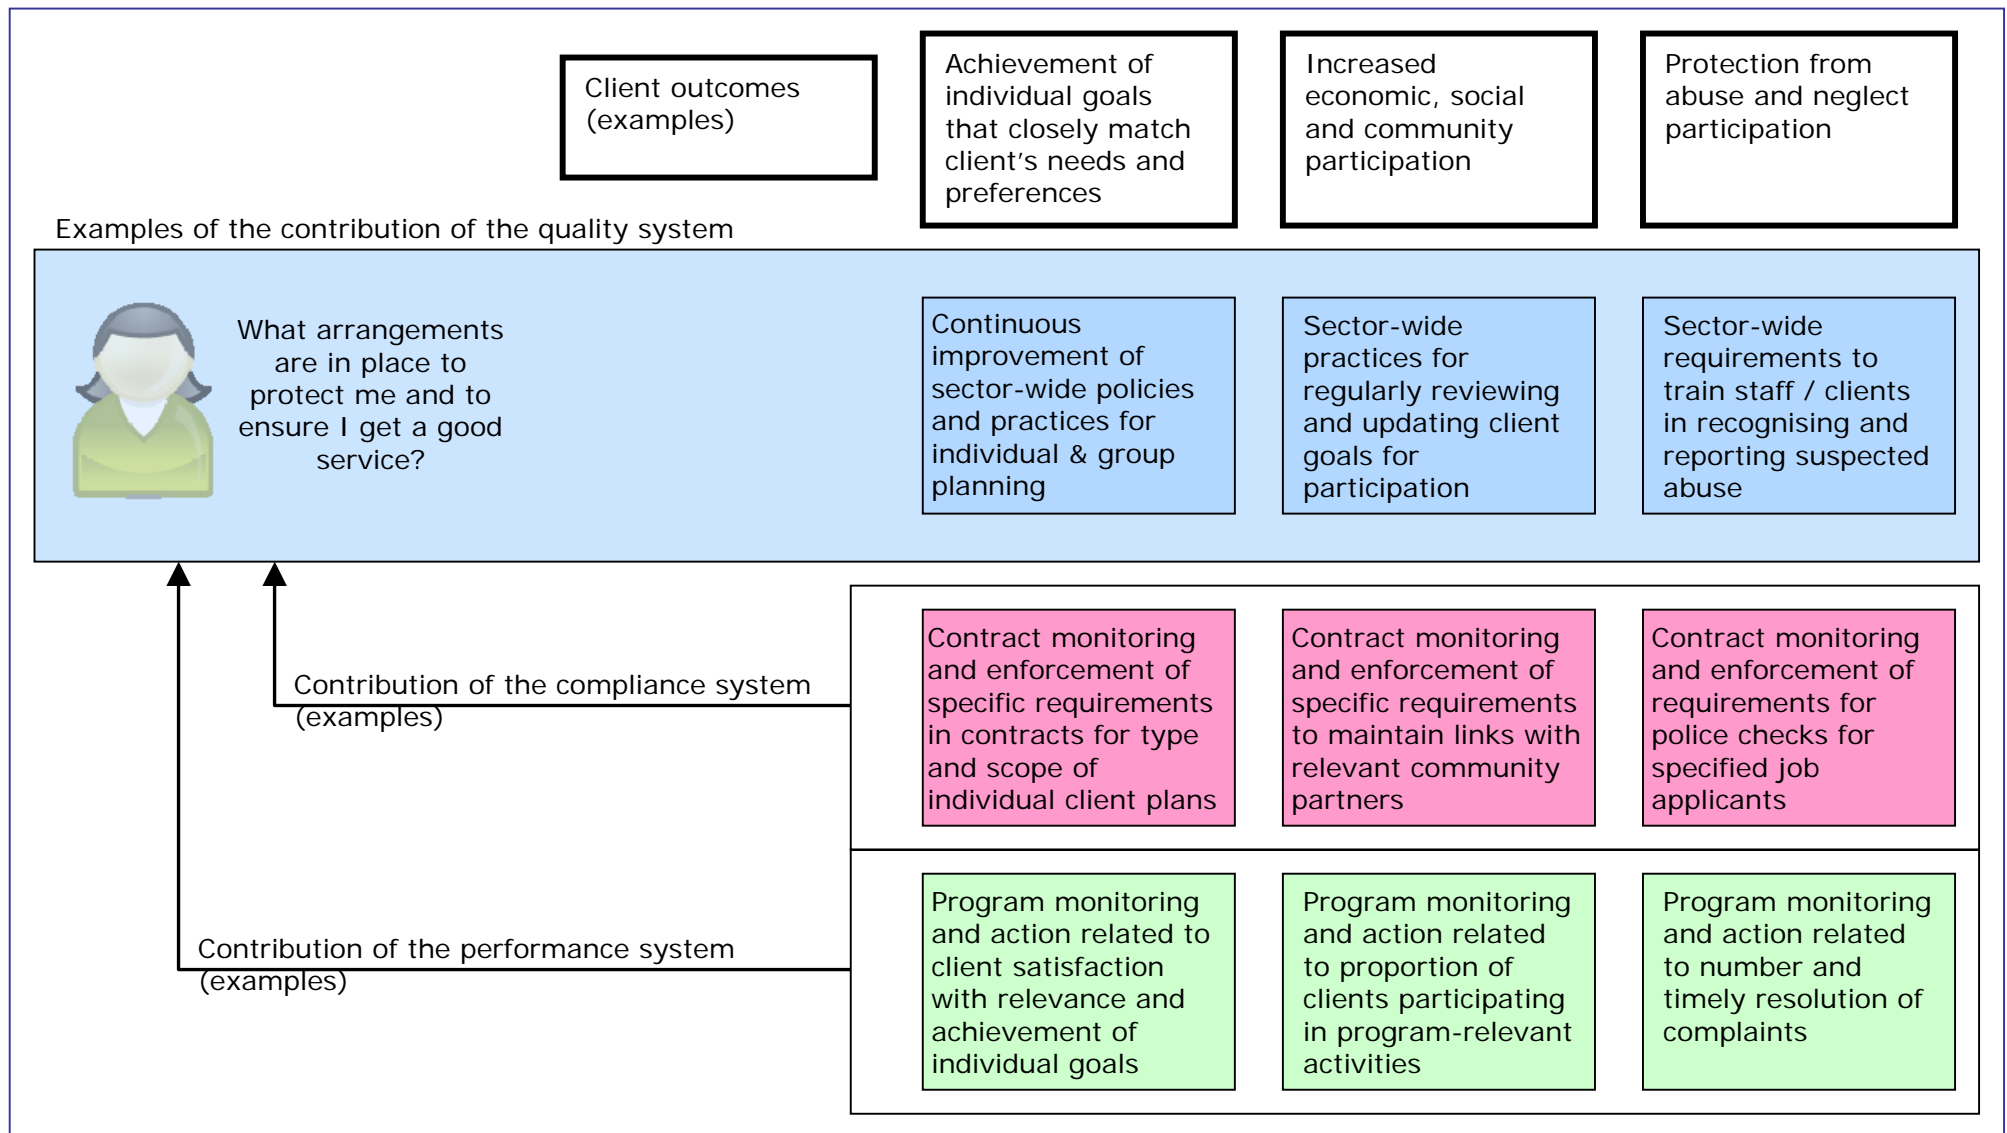 Client outcomes
(examples)
Achievement of
individual goals
that closely match
client's needs and
preferences
Increased
economic, social
and community
participation
Protection from
abuse and neglect
participation
Examples of the contribution of the quality system
What arrangements
are in place to
protect me and to
ensure I get a good
service?
Continuous
improvement of
sector-wide policies
and practices for
individual & group
planning
Sector-wide
practices for
regularly reviewing
and updating client
goals for
participation
Sector-wide
requirements to
train staff / clients
in recognising and
reporting suspected
abuse
Contribution of the compliance system
(examples)
Contract monitoring
and enforcement of
specific requirements
in contracts for type
and scope of
individual client plans
Contract monitoring
and enforcement of
specific requirements
to maintain links with
relevant community
partners
Contract monitoring
and enforcement of
requirements for
police checks for
specified job
applicants
Contribution of the performance system
(examples)
Program monitoring
and action related to
client satisfaction
with relevance and
achievement of
individual goals
Program monitoring
and action related
to proportion of
clients participating
in program-relevant
activities
Program monitoring
and action related
to number and
timely resolution of
complaints